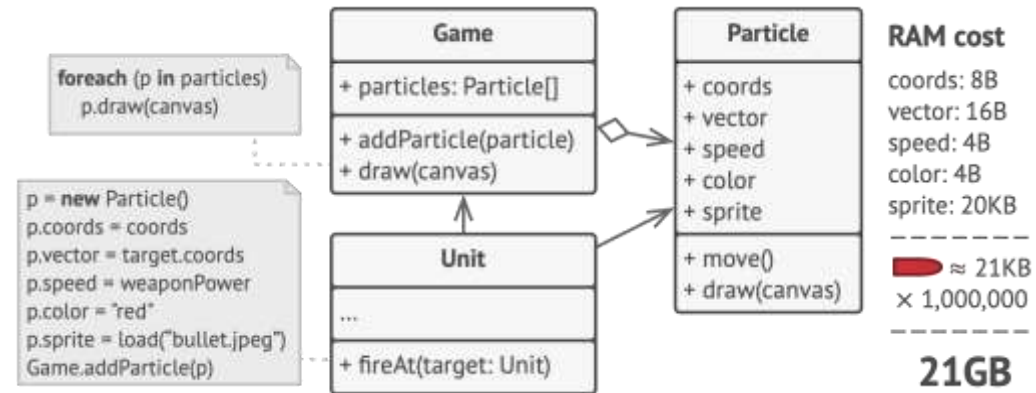 foreach (p in particles)
p.draw(canvas)
p = new Particle()
p.coords = coords
p.vector = target.coords
p.speed = weaponPower
p.color = "red"
p.sprite = load("bullet.jpeg")
Game.addParticle(p)
Game
+ particles: Particle[]
+ addParticle(particle)
+ draw(canvas)
Unit
...
+ fireAt(target: Unit)
Particle
+ coords
+ vector
+ speed
+ color
+ sprite
+ move()
+ draw(canvas)
RAM cost
coords: 8B
vector: 16B
speed: 4B
color: 4B
sprite: 20KB
≈ 21KB
× 1,000,000
21GB